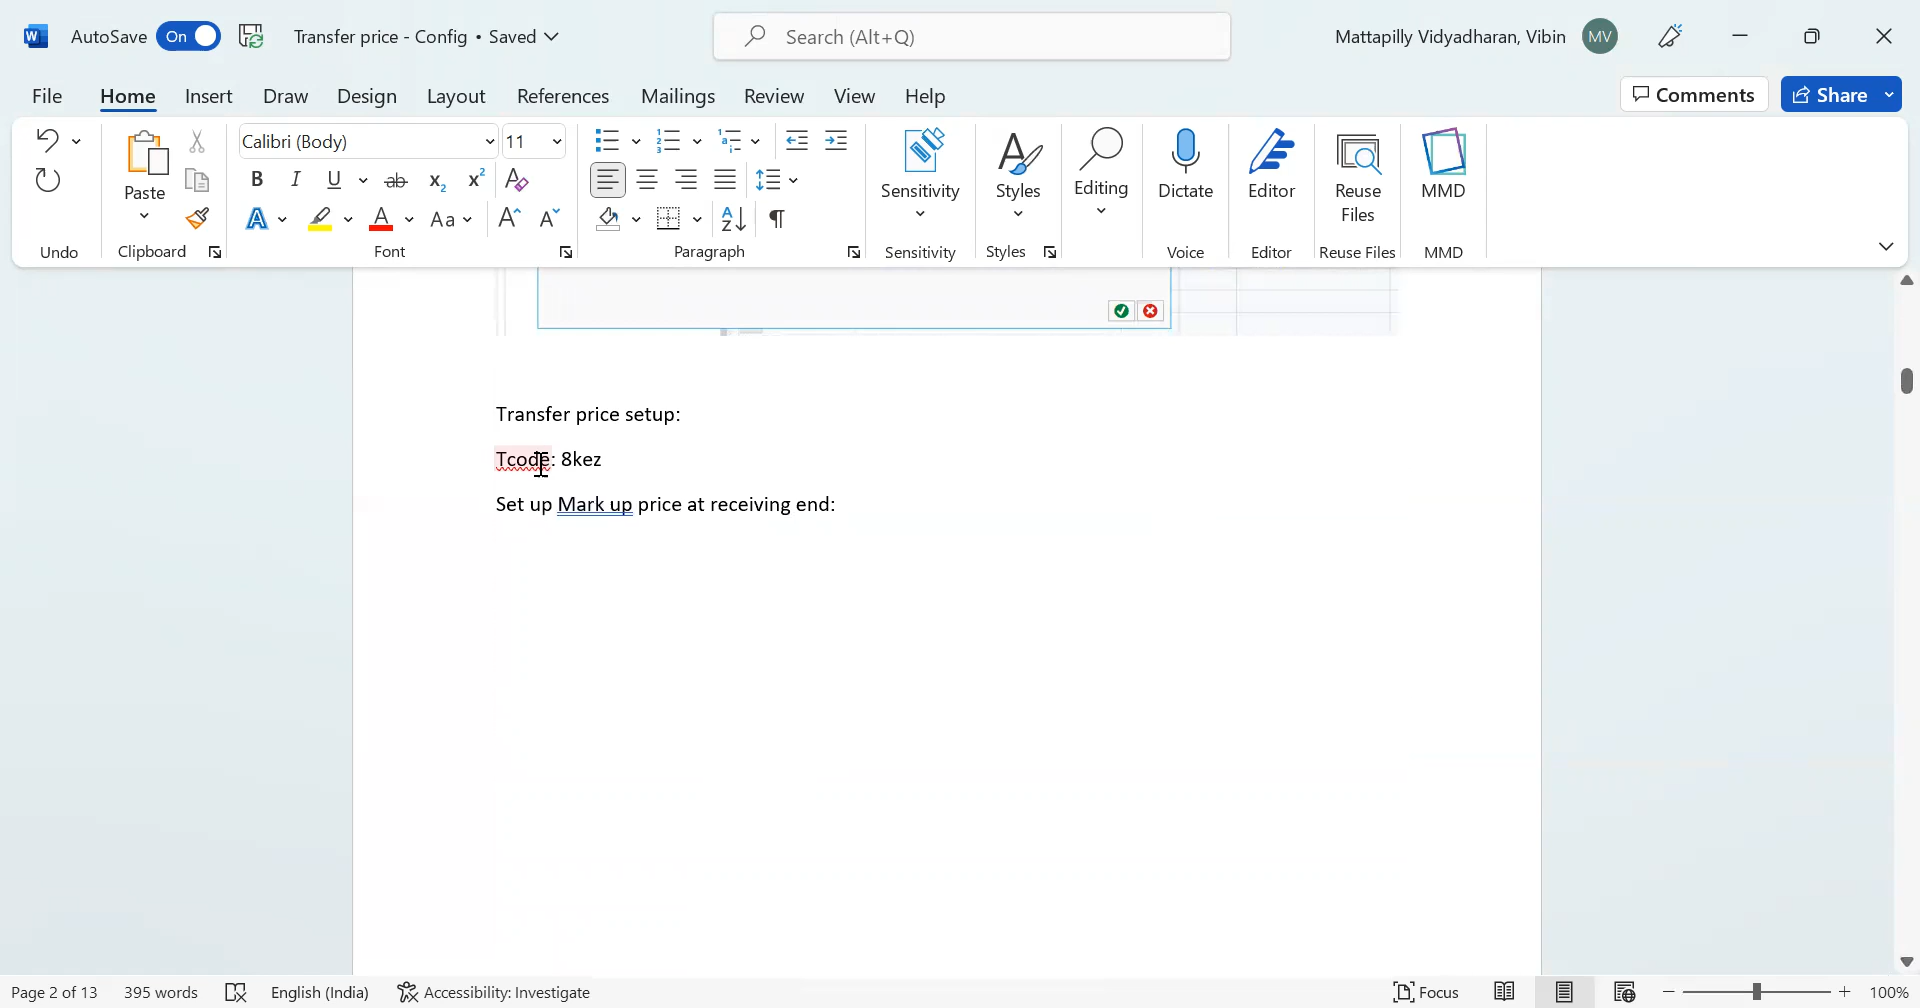 AutoSave On Transfer price - Config • Saved Search (Alt+Q) Mattapilly Vidyadharan, Vibin MV
File Home Insert Draw Design Layout References Mailings Review View Help Comments Share
Calibri (Body) 11
Paste Sensitivity Styles Editing Dictate Editor Reuse Files MMD
Undo Clipboard Font Paragraph Sensitivity Styles Voice Editor Reuse Files MMD
Transfer price setup:
Tcode: 8kez
Set up Mark up price at receiving end:
Page 2 of 13 395 words English (India) Accessibility: Investigate Focus 100%